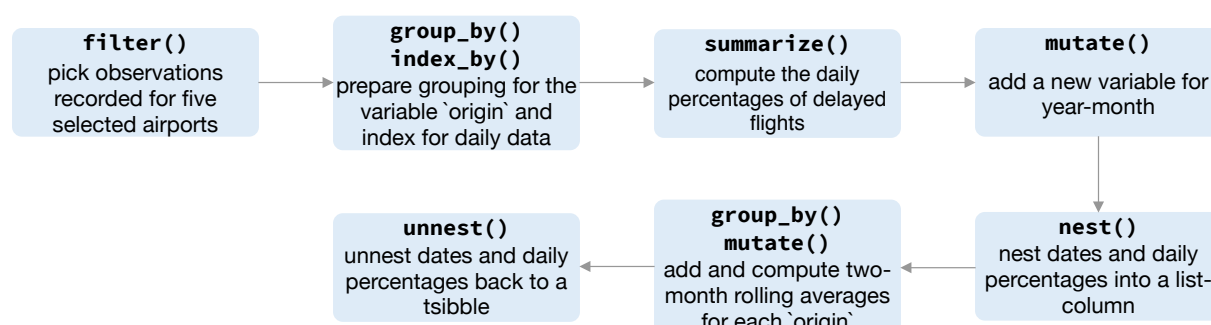 filter()
pick observations
recorded for five
selected airports
group_by()
index_by()
prepare grouping for the
variable `origin` and
index for daily data
summarize()
compute the daily
percentages of delayed
flights
mutate()
add a new variable for
year-month
nest()
nest dates and daily
percentages into a list-
column
group_by()
mutate()
add and compute two-
month rolling averages
for each `origin`
unnest()
unnest dates and daily
percentages back to a
tsibble